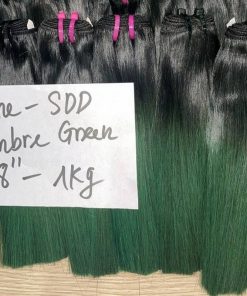 ne - SDD
mbre Green
8" - 1Kg